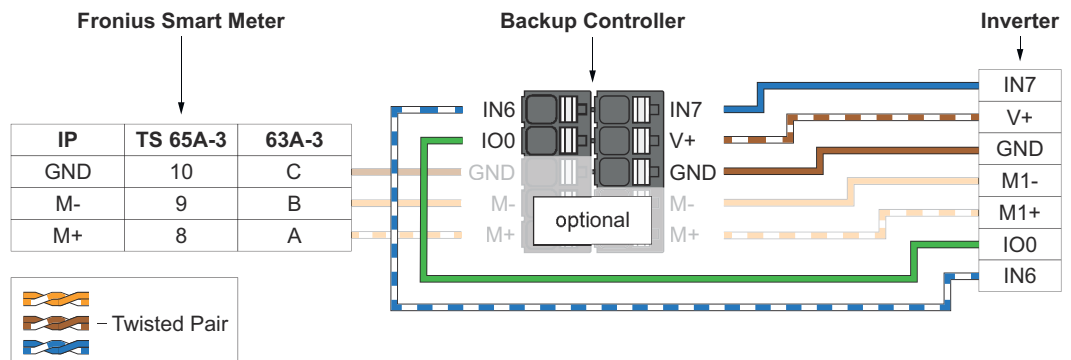 Fronius Smart Meter
Backup Controller
Inverter
IP TS 65A-3 63A-3
GND 10 C
M- 9 B
M+ 8 A
IN6
IO0
GND
M-
M+
optional
IN7
V+
GND
M-
M+
IN7
V+
GND
M1-
M1+
IO0
IN6
– Twisted Pair